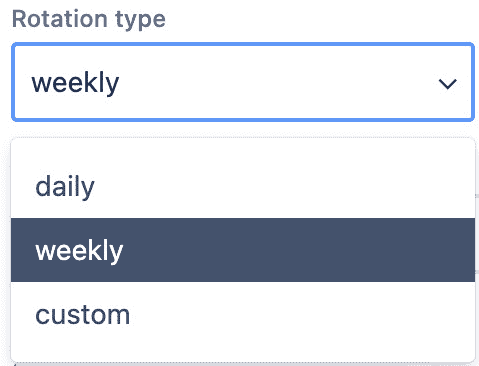 Rotation type
weekly
daily
weekly
custom